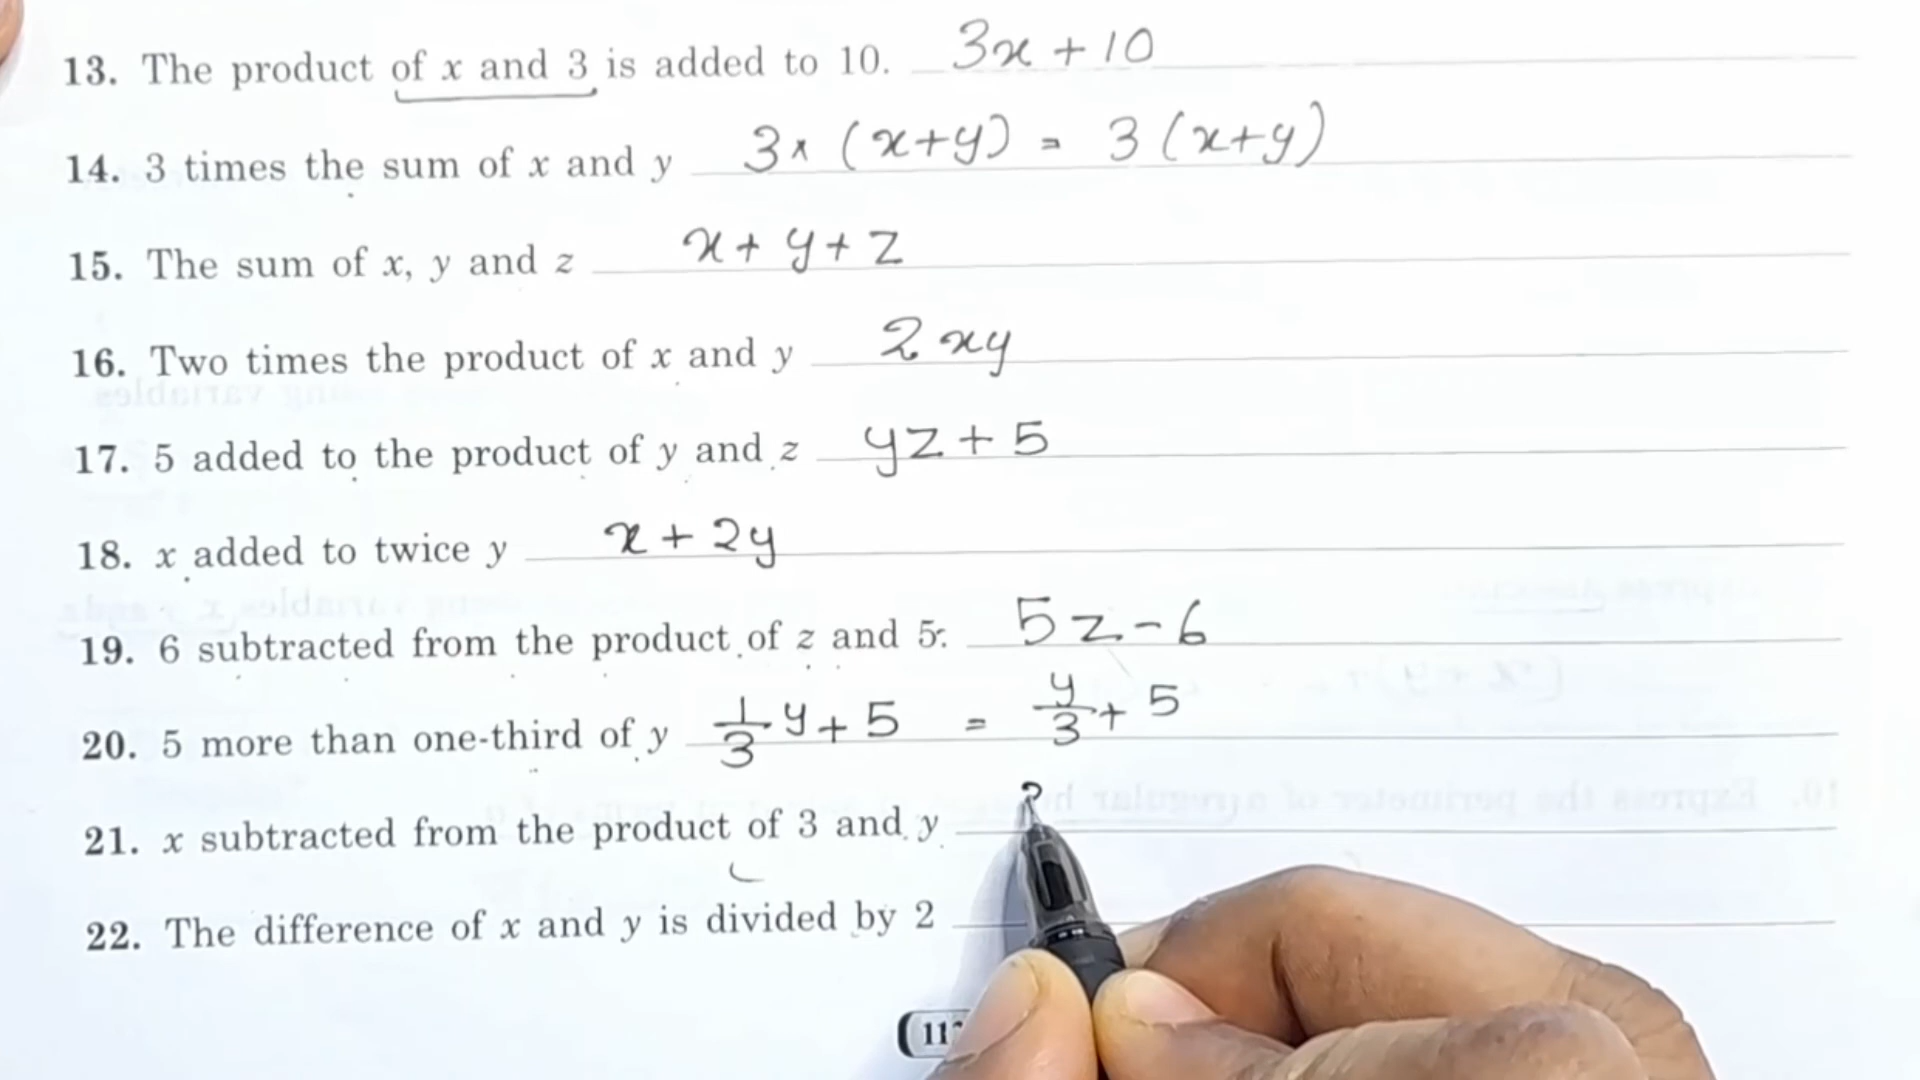 13. The product of x and 3 is added to 10. 3x + 10
14. 3 times the sum of x and y 3 × (x+y) = 3 (x+y)
15. The sum of x, y and z x + y + z
16. Two times the product of x and y 2xy
17. 5 added to the product of y and z yz + 5
18. x added to twice y x + 2y
19. 6 subtracted from the product of z and 5. 5z - 6
20. 5 more than one-third of y 1/3 y + 5 = y/3 + 5
21. x subtracted from the product of 3 and y
22. The difference of x and y is divided by 2
11